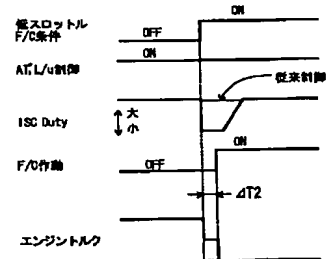 ON
低スロットル
F/C条件
OFF
ON
AT,L/u制御
従来制御
ISC Duty
大
小
ON
F/C作動
OFF
⊿T2
エンジントルク